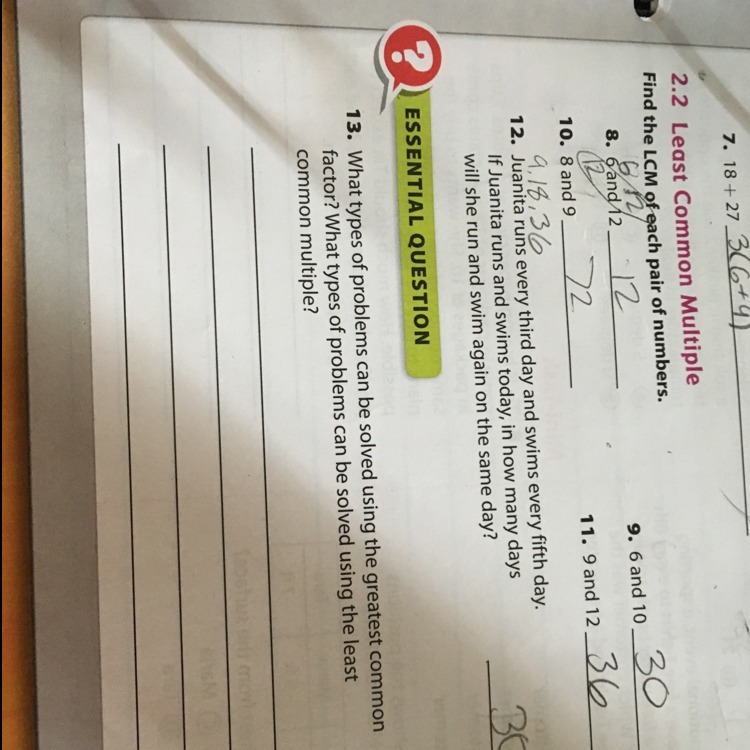 7. 18 + 27 3(6+9)
2.2 Least Common Multiple
Find the LCM of each pair of numbers.
8. 6 and 12 12
9. 6 and 10 30
10. 8 and 9 72
11. 9 and 12 36
9, 18, 36
12. Juanita runs every third day and swims every fifth day.
If Juanita runs and swims today, in how many days
will she run and swim again on the same day?
? ESSENTIAL QUESTION
13. What types of problems can be solved using the greatest common
factor? What types of problems can be solved using the least
common multiple?